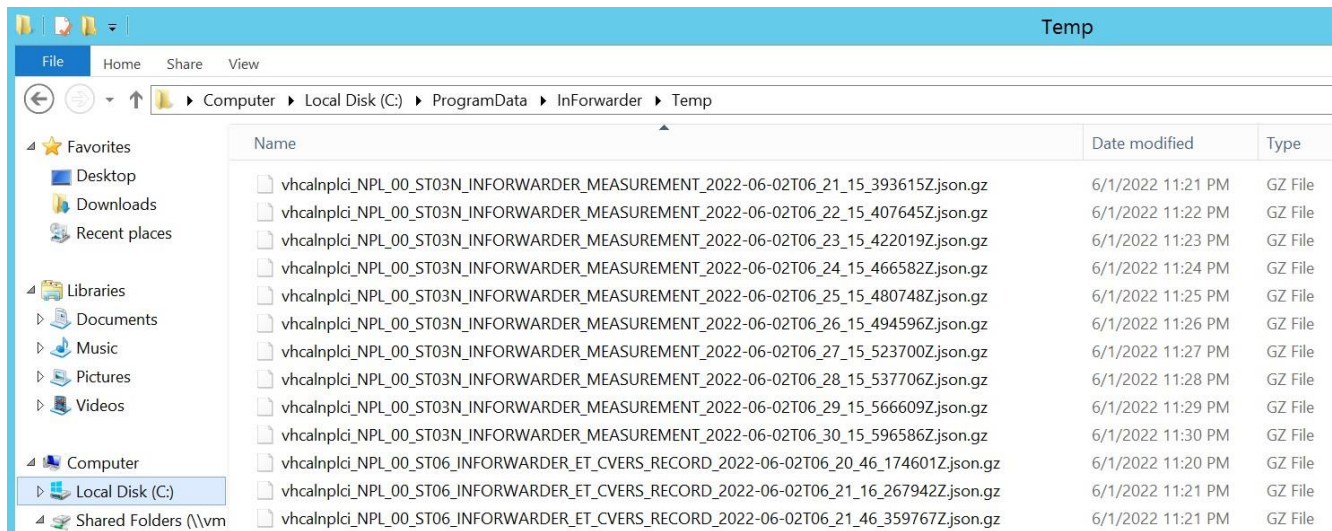 Temp
File Home Share View
Computer Local Disk (C:) ProgramData InForwarder Temp
Favorites
Desktop
Downloads
Recent places
Libraries
Documents
Music
Pictures
Videos
Computer
Local Disk (C:)
Shared Folders (\\vm
Name Date modified Type
vhcalnplci_NPL_00_ST03N_INFORWARDER_MEASUREMENT_2022-06-02T06_21_15_393615Z.json.gz 6/1/2022 11:21 PM GZ File
vhcalnplci_NPL_00_ST03N_INFORWARDER_MEASUREMENT_2022-06-02T06_22_15_407645Z.json.gz 6/1/2022 11:22 PM GZ File
vhcalnplci_NPL_00_ST03N_INFORWARDER_MEASUREMENT_2022-06-02T06_23_15_422019Z.json.gz 6/1/2022 11:23 PM GZ File
vhcalnplci_NPL_00_ST03N_INFORWARDER_MEASUREMENT_2022-06-02T06_24_15_466582Z.json.gz 6/1/2022 11:24 PM GZ File
vhcalnplci_NPL_00_ST03N_INFORWARDER_MEASUREMENT_2022-06-02T06_25_15_480748Z.json.gz 6/1/2022 11:25 PM GZ File
vhcalnplci_NPL_00_ST03N_INFORWARDER_MEASUREMENT_2022-06-02T06_26_15_494596Z.json.gz 6/1/2022 11:26 PM GZ File
vhcalnplci_NPL_00_ST03N_INFORWARDER_MEASUREMENT_2022-06-02T06_27_15_523700Z.json.gz 6/1/2022 11:27 PM GZ File
vhcalnplci_NPL_00_ST03N_INFORWARDER_MEASUREMENT_2022-06-02T06_28_15_537706Z.json.gz 6/1/2022 11:28 PM GZ File
vhcalnplci_NPL_00_ST03N_INFORWARDER_MEASUREMENT_2022-06-02T06_29_15_566609Z.json.gz 6/1/2022 11:29 PM GZ File
vhcalnplci_NPL_00_ST03N_INFORWARDER_MEASUREMENT_2022-06-02T06_30_15_596586Z.json.gz 6/1/2022 11:30 PM GZ File
vhcalnplci_NPL_00_ST06_INFORWARDER_ET_CVERS_RECORD_2022-06-02T06_20_46_174601Z.json.gz 6/1/2022 11:20 PM GZ File
vhcalnplci_NPL_00_ST06_INFORWARDER_ET_CVERS_RECORD_2022-06-02T06_21_16_267942Z.json.gz 6/1/2022 11:21 PM GZ File
vhcalnplci_NPL_00_ST06_INFORWARDER_ET_CVERS_RECORD_2022-06-02T06_21_46_359767Z.json.gz 6/1/2022 11:21 PM GZ File